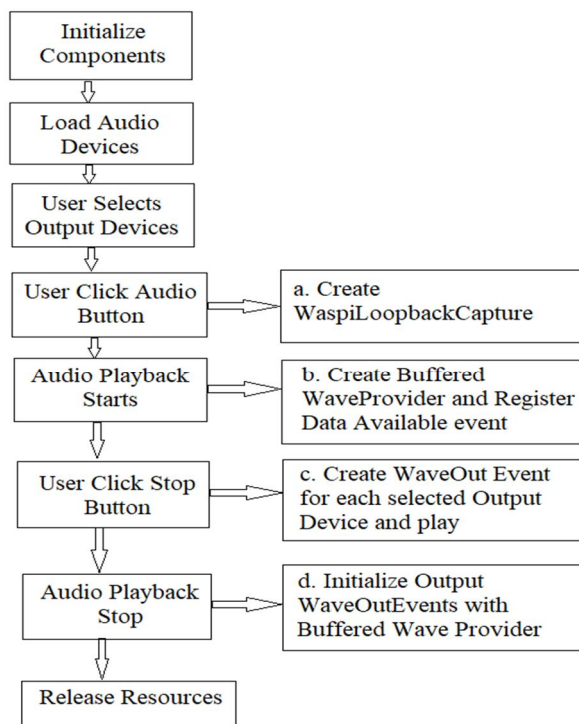 Initialize
Components
Load Audio
Devices
User Selects
Output Devices
User Click Audio
Button
a. Create
WaspiLoopbackCapture
Audio Playback
Starts
b. Create Buffered
WaveProvider and Register
Data Available event
User Click Stop
Button
c. Create WaveOut Event
for each selected Output
Device and play
Audio Playback
Stop
d. Initialize Output
WaveOutEvents with
Buffered Wave Provider
Release Resources